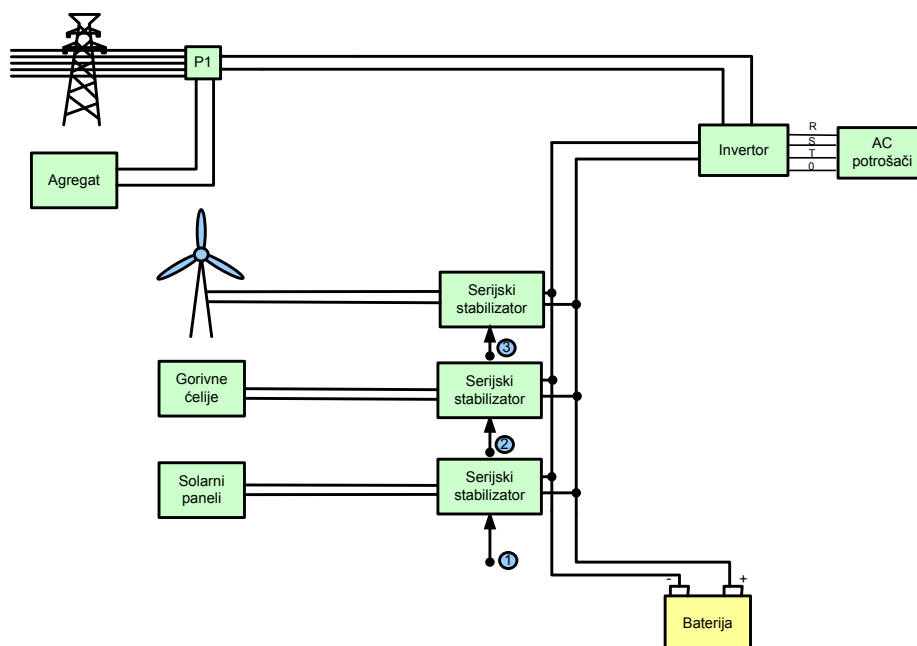 P1
R
S
T
0
Invertor
AC
potrošači
Agregat
Serijski
stabilizator
3
Gorivne
ćelije
Serijski
stabilizator
2
Solarni
paneli
Serijski
stabilizator
1
- +
Baterija